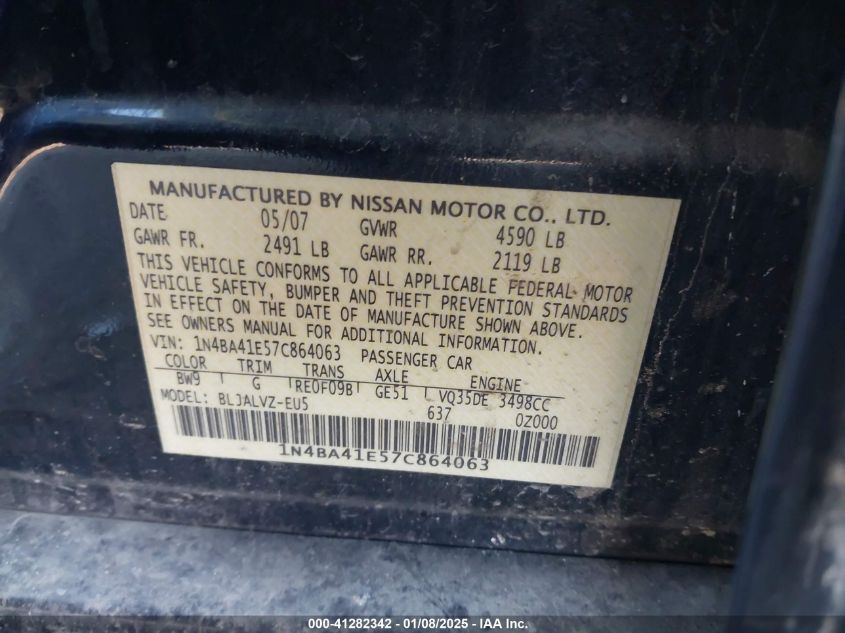 MANUFACTURED BY NISSAN MOTOR CO., LTD.
DATE 05/07 GVWR 4590 LB
GAWR FR. 2491 LB GAWR RR. 2119 LB
THIS VEHICLE CONFORMS TO ALL APPLICABLE FEDERAL MOTOR
VEHICLE SAFETY, BUMPER AND THEFT PREVENTION STANDARDS
IN EFFECT ON THE DATE OF MANUFACTURE SHOWN ABOVE.
SEE OWNERS MANUAL FOR ADDITIONAL INFORMATION.
VIN: 1N4BA41E57C864063 PASSENGER CAR
COLOR TRIM TRANS AXLE ENGINE
BW9 G RE0F09B GE51 VQ35DE 3498CC
MODEL: BLJALVZ-EU5 637 0Z000
1N4BA41E57C864063
000-41282342 - 01/08/2025 - IAA Inc.